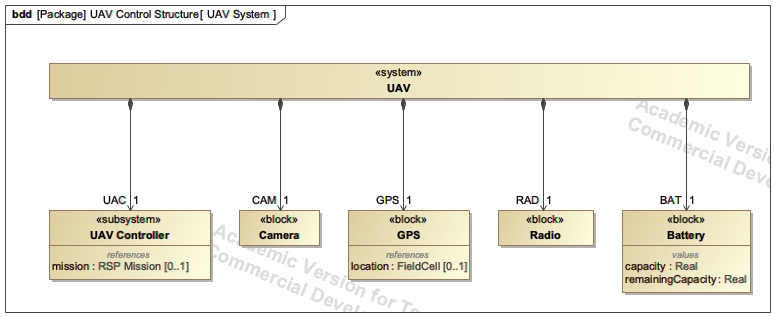 bdd [Package] UAV Control Structure[ UAV System ]
«system»
UAV
UAC 1
CAM 1
GPS 1
RAD 1
BAT 1
«subsystem»
UAV Controller
references
mission : RSP Mission [0..1]
«block»
Camera
«block»
GPS
references
location : FieldCell [0..1]
«block»
Radio
«block»
Battery
values
capacity : Real
remainingCapacity : Real
Academic Version
Commercial Deve
Academic Version for Te
Commercial Develo